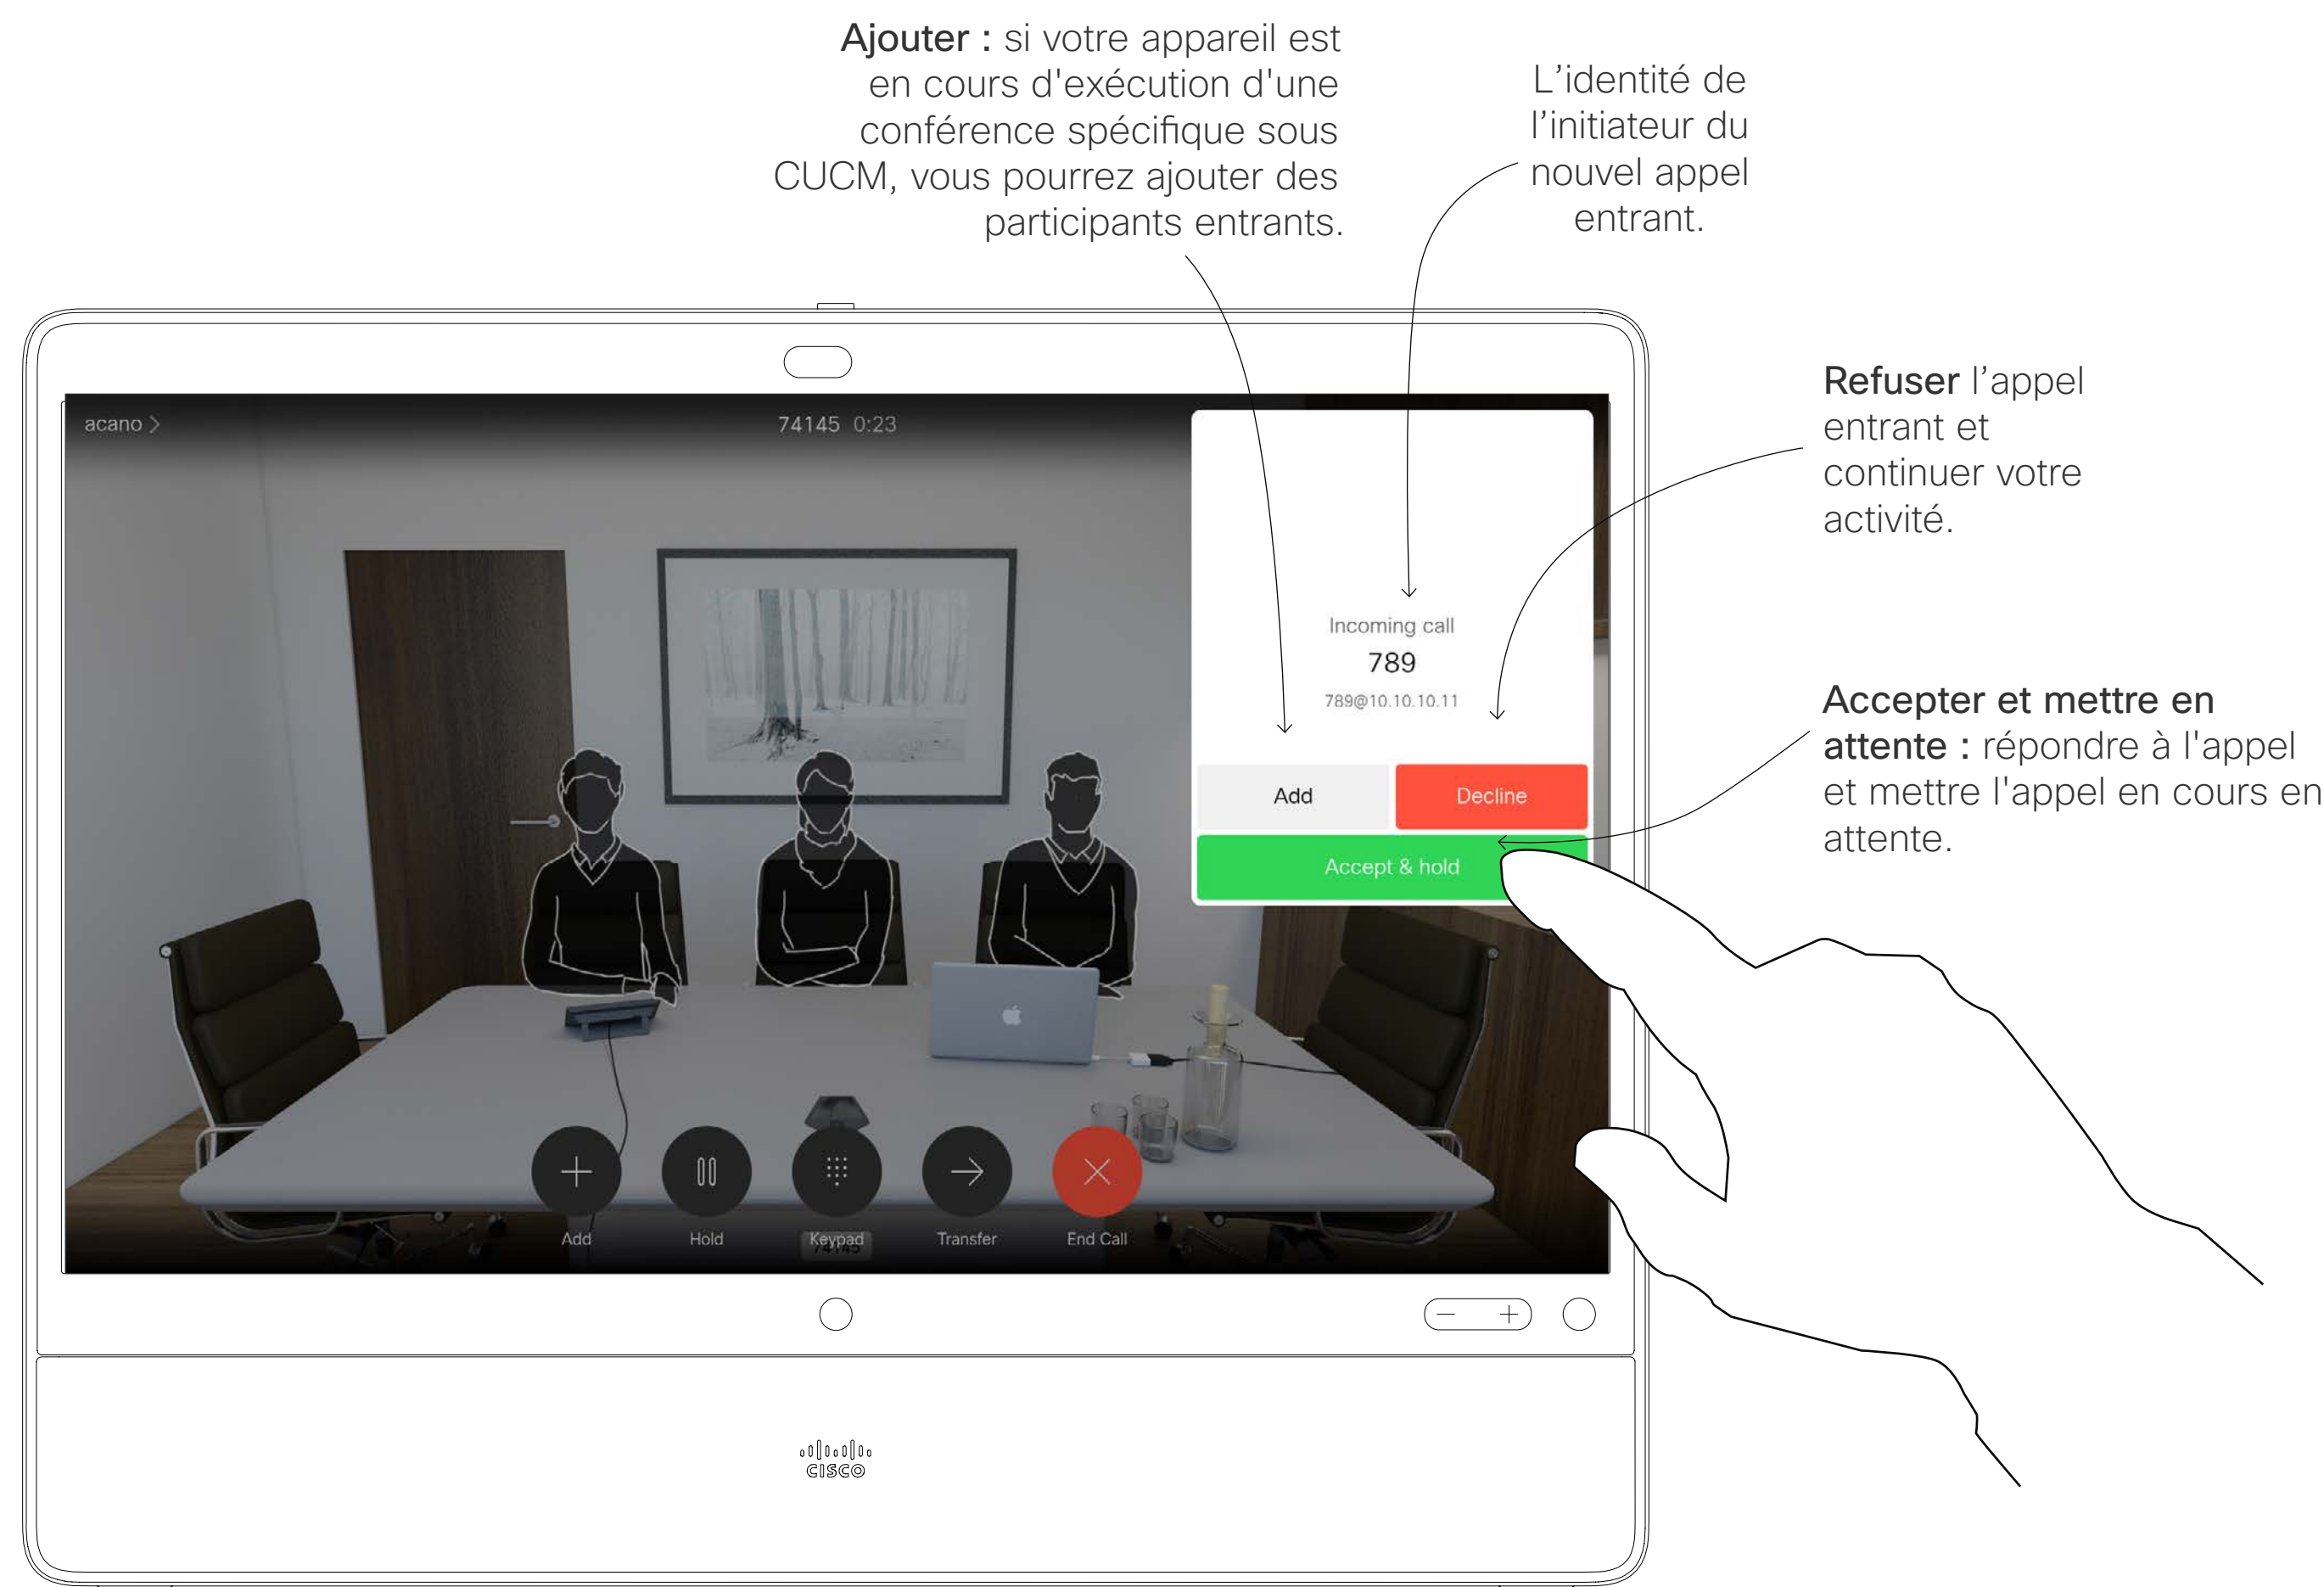 Ajouter : si votre appareil est
en cours d'exécution d'une
conférence spécifique sous
CUCM, vous pourrez ajouter des
participants entrants.
L’identité de
l’initiateur du
nouvel appel
entrant.
Refuser l’appel
entrant et
continuer votre
activité.
Accepter et mettre en
attente : répondre à l'appel
et mettre l'appel en cours en
attente.
acano >
74145 0:23
Incoming call
789
789@10.10.10.11
Add
Decline
Accept & hold
Add
Hold
Keypad
Transfer
End Call
74145
CISCO